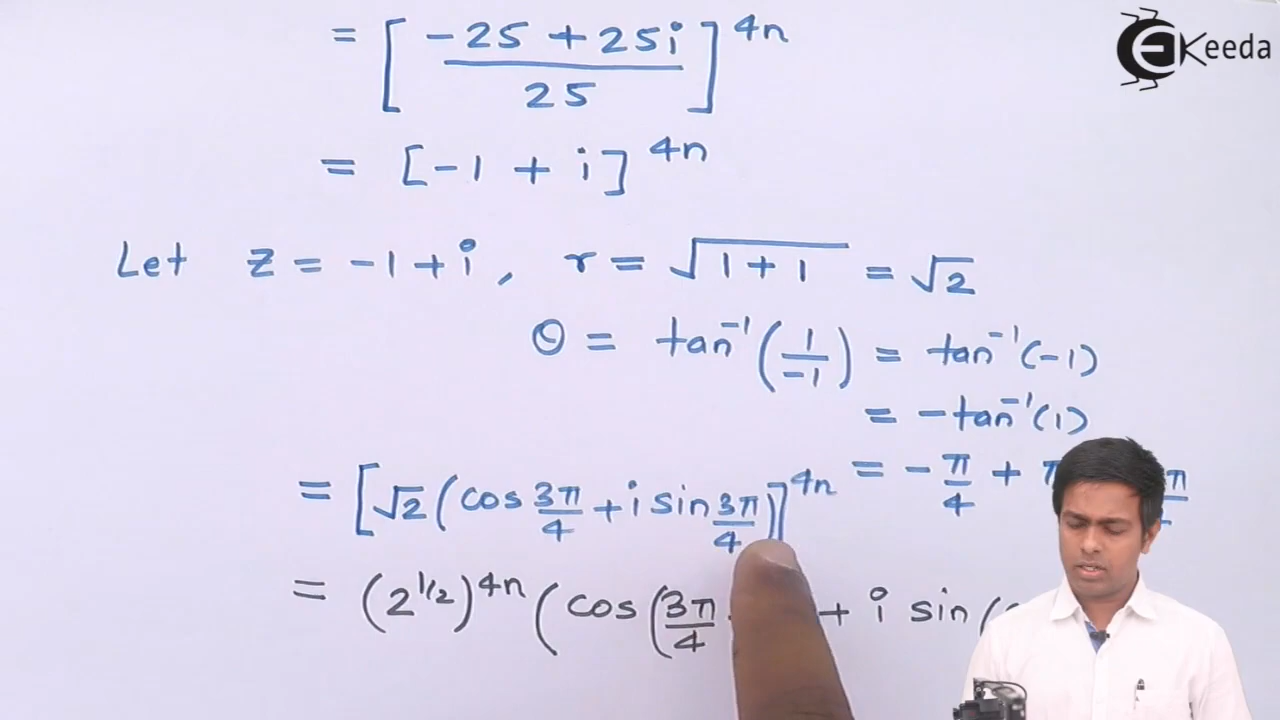 EKeeda
= [ (-25 + 25i) / 25 ]^4n
= [-1 + i]^4n
Let z = -1 + i, r = √(1 + 1) = √2
θ = tan⁻¹(1/-1) = tan⁻¹(-1)
= -tan⁻¹(1)
= -π/4 + π
= [√2 (cos 3π/4 + i sin 3π/4)]^4n
= (2^1/2)^4n (cos(3π/4 + i sin(